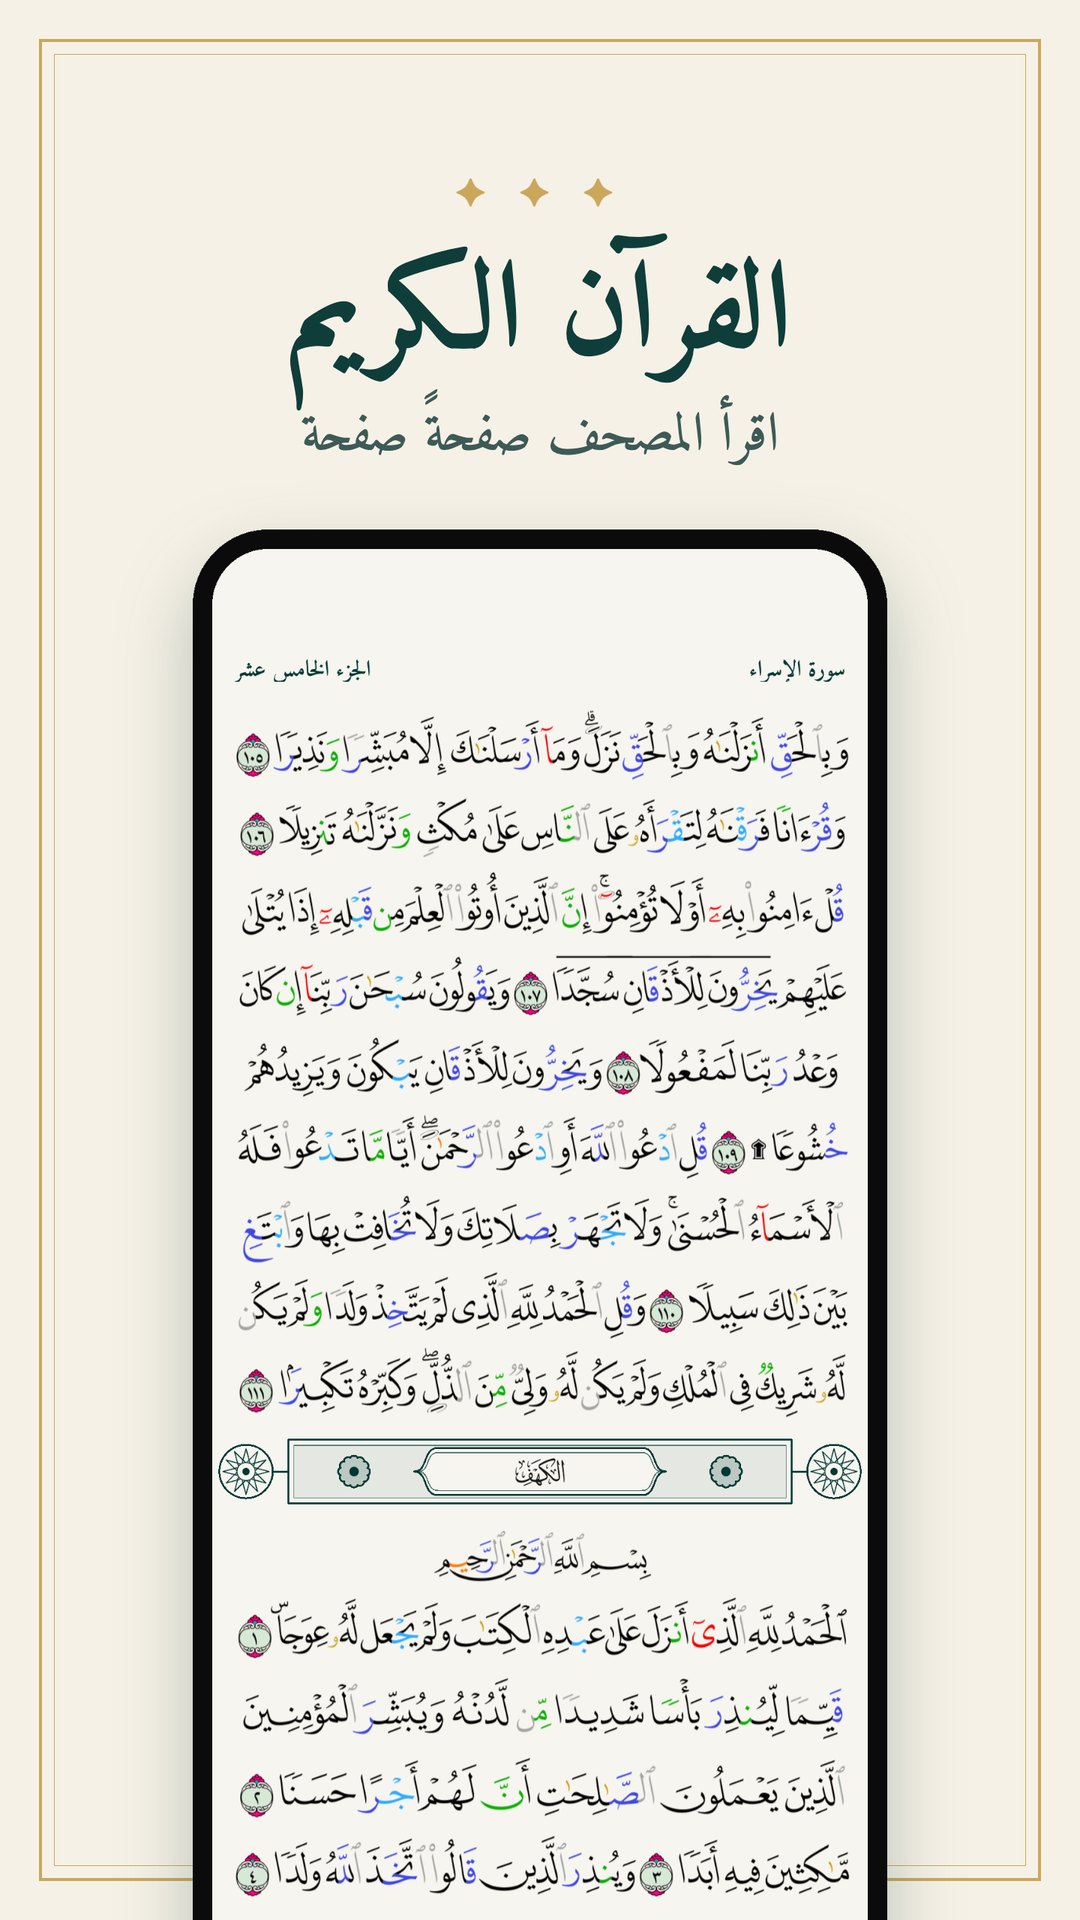 القرآن الكريم
اقرأ المصحف صفحةً صفحة
سورة الإسراء
الجزء الخامس عشر
وَبِٱلْحَقِّ أَنزَلْنَٰهُ وَبِٱلْحَقِّ نَزَلَ ۗ وَمَآ أَرْسَلْنَٰكَ إِلَّا مُبَشِّرًا وَنَذِيرًا ١٠٥
وَقُرْءَانًا فَرَقْنَٰهُ لِتَقْرَأَهُۥ عَلَى ٱلنَّاسِ عَلَىٰ مُكْثٍ وَنَزَّلْنَٰهُ تَنزِيلًا ١٠٦
قُلْ ءَامِنُوا۟ بِهِۦٓ أَوْ لَا تُؤْمِنُوٓا۟ ۚ إِنَّ ٱلَّذِينَ أُوتُوا۟ ٱلْعِلْمَ مِن قَبْلِهِۦٓ إِذَا يُتْلَىٰ
عَلَيْهِمْ يَخِرُّونَ لِلْأَذْقَانِ سُجَّدًا ١٠٧ وَيَقُولُونَ سُبْحَٰنَ رَبِّنَآ إِن كَانَ
وَعْدُ رَبِّنَا لَمَفْعُولًا ١٠٨ وَيَخِرُّونَ لِلْأَذْقَانِ يَبْكُونَ وَيَزِيدُهُمْ
خُشُوعًا ۩ ١٠٩ قُلِ ٱدْعُوا۟ ٱللَّهَ أَوِ ٱدْعُوا۟ ٱلرَّحْمَٰنَ ۖ أَيًّا مَّا تَدْعُوا۟ فَلَهُ
ٱلْأَسْمَآءُ ٱلْحُسْنَىٰ ۚ وَلَا تَجْهَرْ بِصَلَاتِكَ وَلَا تُخَافِتْ بِهَا وَٱبْتَغِ
بَيْنَ ذَٰلِكَ سَبِيلًا ١١٠ وَقُلِ ٱلْحَمْدُ لِلَّهِ ٱلَّذِى لَمْ يَتَّخِذْ وَلَدًا وَلَمْ يَكُن
لَّهُۥ شَرِيكٌ فِى ٱلْمُلْكِ وَلَمْ يَكُن لَّهُۥ وَلِىٌّ مِّنَ ٱلذُّلِّ ۖ وَكَبِّرْهُ تَكْبِيرًۢا ١١١
الكهف
بِسْمِ ٱللَّهِ ٱلرَّحْمَٰنِ ٱلرَّحِيمِ
ٱلْحَمْدُ لِلَّهِ ٱلَّذِىٓ أَنزَلَ عَلَىٰ عَبْدِهِ ٱلْكِتَٰبَ وَلَمْ يَجْعَل لَّهُۥ عِوَجَاۜ ١
قَيِّمًا لِّيُنذِرَ بَأْسًا شَدِيدًا مِّن لَّدُنْهُ وَيُبَشِّرَ ٱلْمُؤْمِنِينَ
ٱلَّذِينَ يَعْمَلُونَ ٱلصَّٰلِحَٰتِ أَنَّ لَهُمْ أَجْرًا حَسَنًا ٢
مَّٰكِثِينَ فِيهِ أَبَدًا ٣ وَيُنذِرَ ٱلَّذِينَ قَالُوا۟ ٱتَّخَذَ ٱللَّهُ وَلَدًا ٤